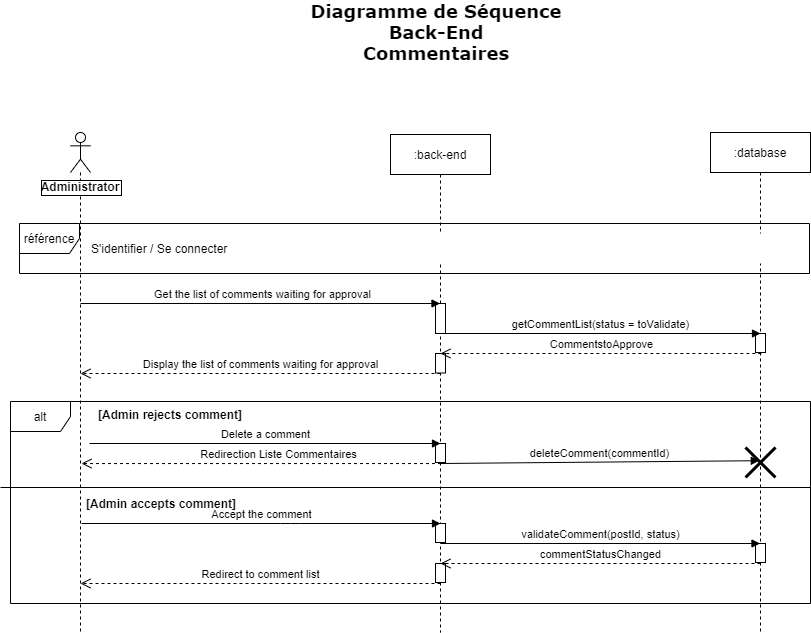 Diagramme de Séquence
Back-End
Commentaires
:back-end
:database
Administrator
référence
S'identifier / Se connecter
Get the list of comments waiting for approval
getCommentList(status = toValidate)
CommentstoApprove
Display the list of comments waiting for approval
alt
[Admin rejects comment]
Delete a comment
Redirection Liste Commentaires
deleteComment(commentId)
[Admin accepts comment]
Accept the comment
validateComment(postId, status)
commentStatusChanged
Redirect to comment list